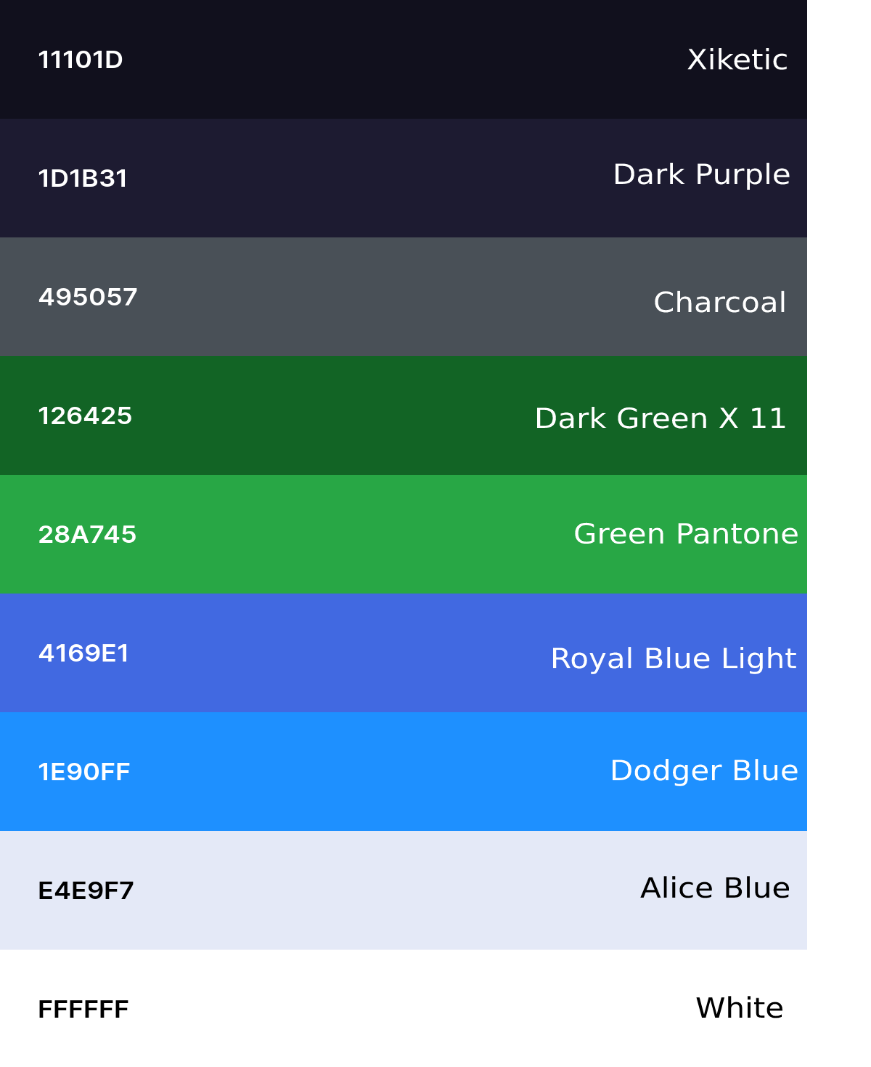 11101D Xiketic
1D1B31 Dark Purple
495057 Charcoal
126425 Dark Green X 11
28A745 Green Pantone
4169E1 Royal Blue Light
1E90FF Dodger Blue
E4E9F7 Alice Blue
FFFFFF White